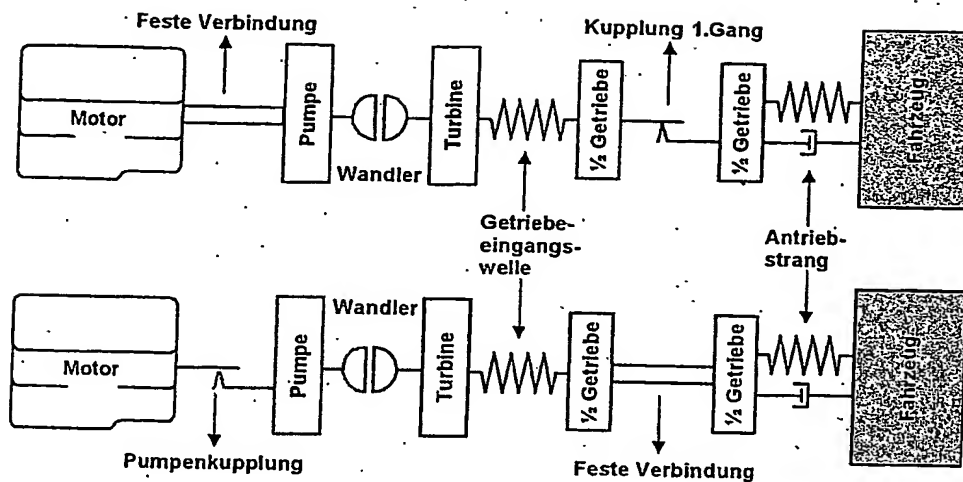 Feste Verbindung
Kupplung 1.Gang
Motor
Pumpe
Wandler
Turbine
½ Getriebe
½ Getriebe
Fahrzeug
Getriebe-
eingangs-
welle
Antrieb-
strang
Motor
Pumpe
Wandler
Turbine
½ Getriebe
½ Getriebe
Fahrzeug
Pumpenkupplung
Feste Verbindung